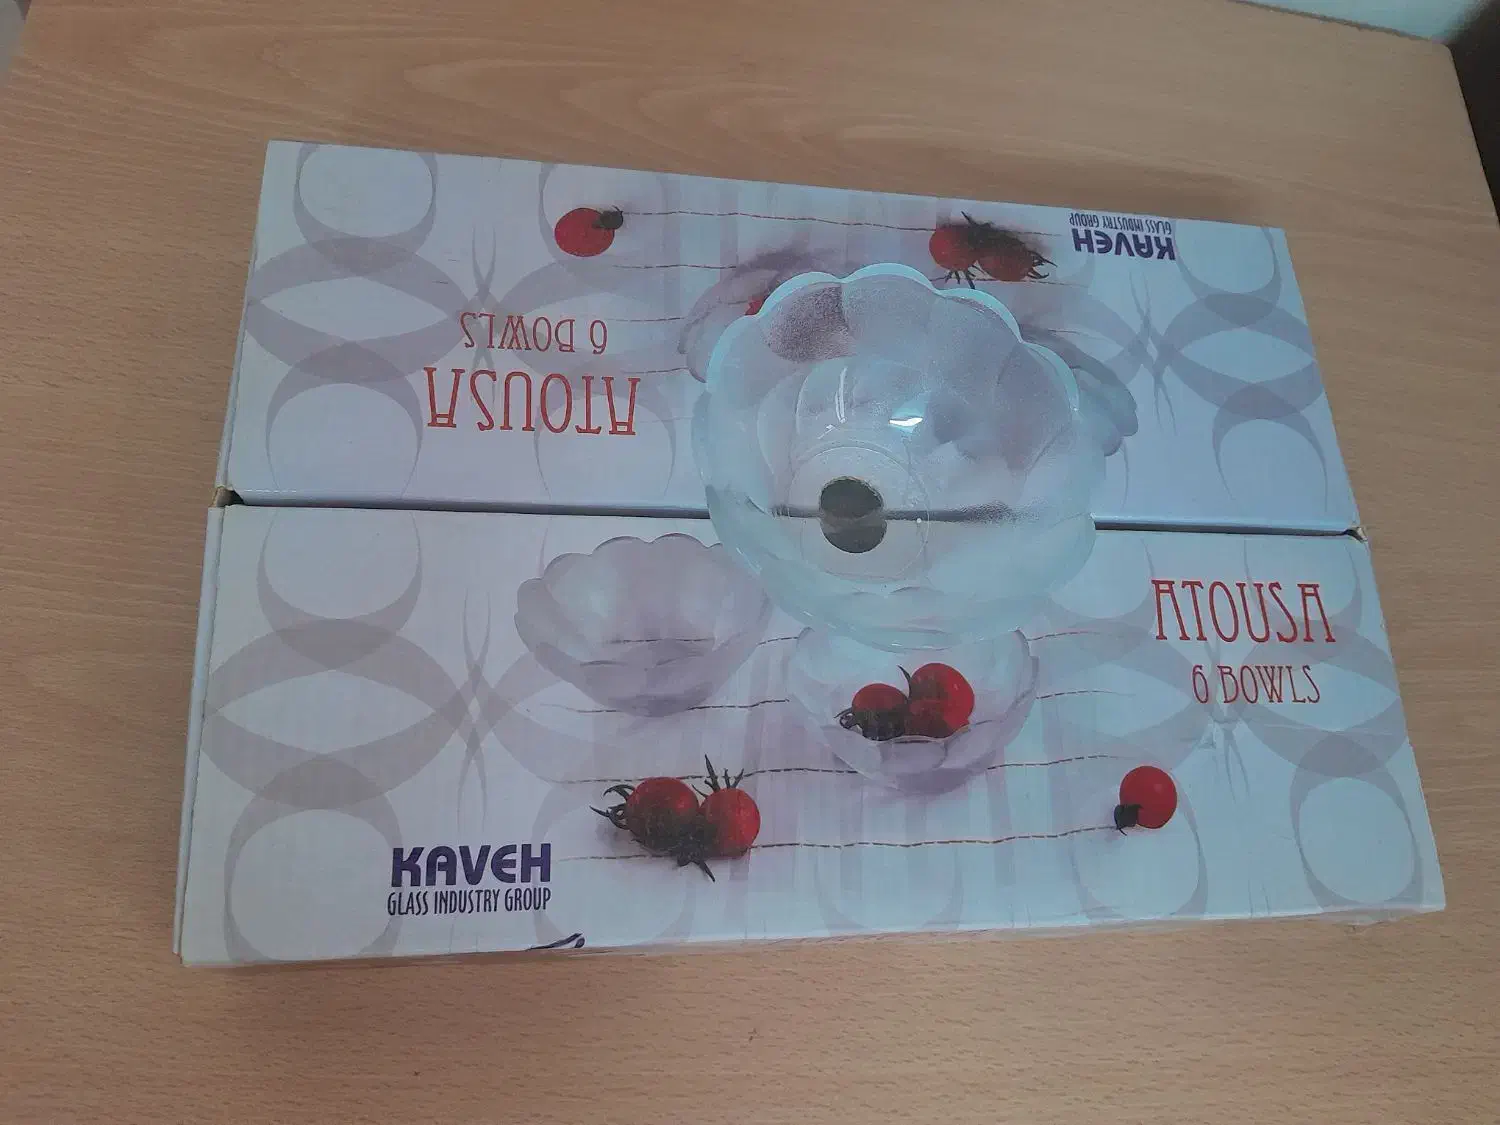 KAVEH
GLASS INDUSTRY GROUP
6 BOWLS
ATOUSA
ATOUSA
6 BOWLS
KAVEH
GLASS INDUSTRY GROUP